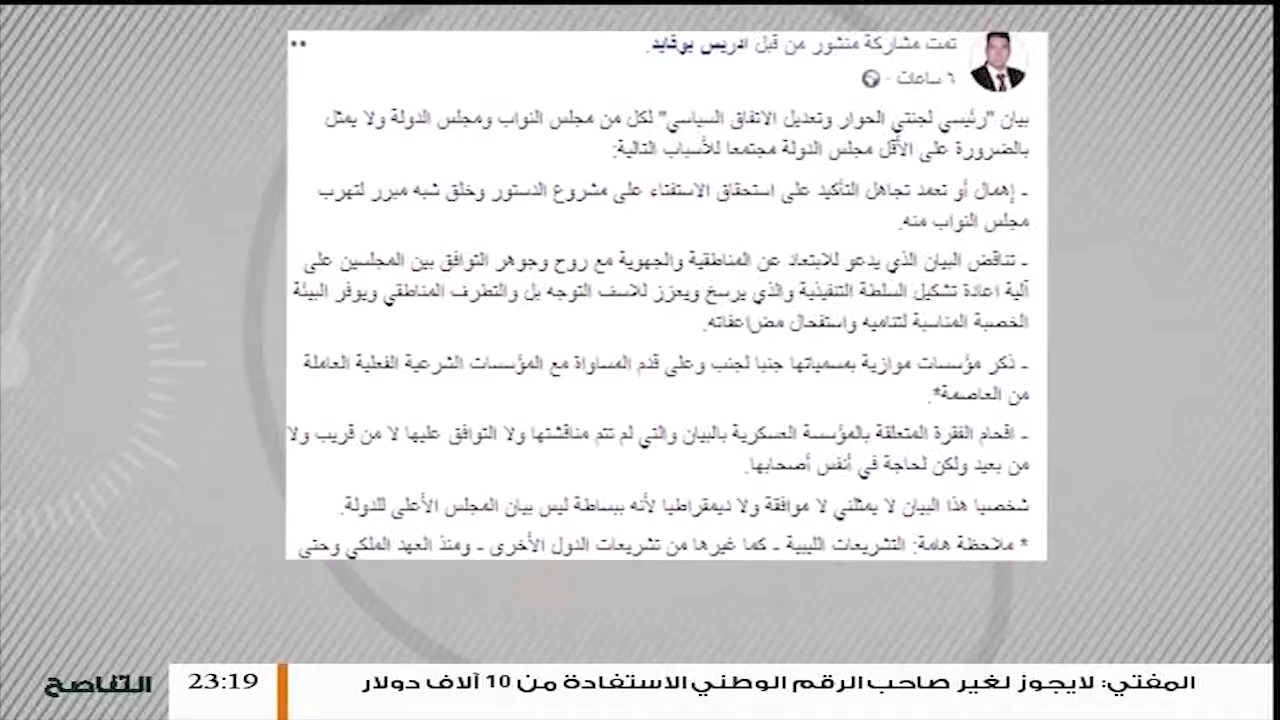 تمت مشاركة منشور من قبل ادريس بوفايد.
٦ ساعات ·
بيان "رئيسي لجنتي الحوار وتعديل الاتفاق السياسي" لكل من مجلس النواب ومجلس الدولة ولا يمثل
بالضرورة على الأقل مجلس الدولة مجتمعا للأسباب التالية:
ـ إهمال أو تعمد تجاهل التأكيد على استحقاق الاستفتاء على مشروع الدستور وخلق شبه مبرر لتهرب
مجلس النواب منه.
ـ تناقض البيان الذي يدعو للابتعاد عن المناطقية والجهوية مع روح وجوهر التوافق بين المجلسين على
آلية اعادة تشكيل السلطة التنفيذية والذي يرسخ ويعزز للاسف التوجه بل والتطرف المناطقي ويوفر البيئة
الخصبة المناسبة لتناميه واستفحال مضاعفاته.
ـ ذكر مؤسسات موازية بمسمياتها جنبا لجنب وعلى قدم المساواة مع المؤسسات الشرعية الفعلية العاملة
من العاصمة*.
ـ اقحام الفقرة المتعلقة بالمؤسسة العسكرية بالبيان والتي لم تتم مناقشتها ولا التوافق عليها لا من قريب ولا
من بعيد ولكن لحاجة في أنفس أصحابها.
شخصيا هذا البيان لا يمثلني لا موافقة ولا ديمقراطيا لأنه ببساطة ليس بيان المجلس الأعلى للدولة.
* ملاحظة هامة: التشريعات الليبية ـ كما غيرها من تشريعات الدول الأخرى ـ ومنذ العهد الملكي وحتى
المفتي: لايجوز لغير صاحب الرقم الوطني الاستفادة من 10 آلاف دولار
23:19
التناصح